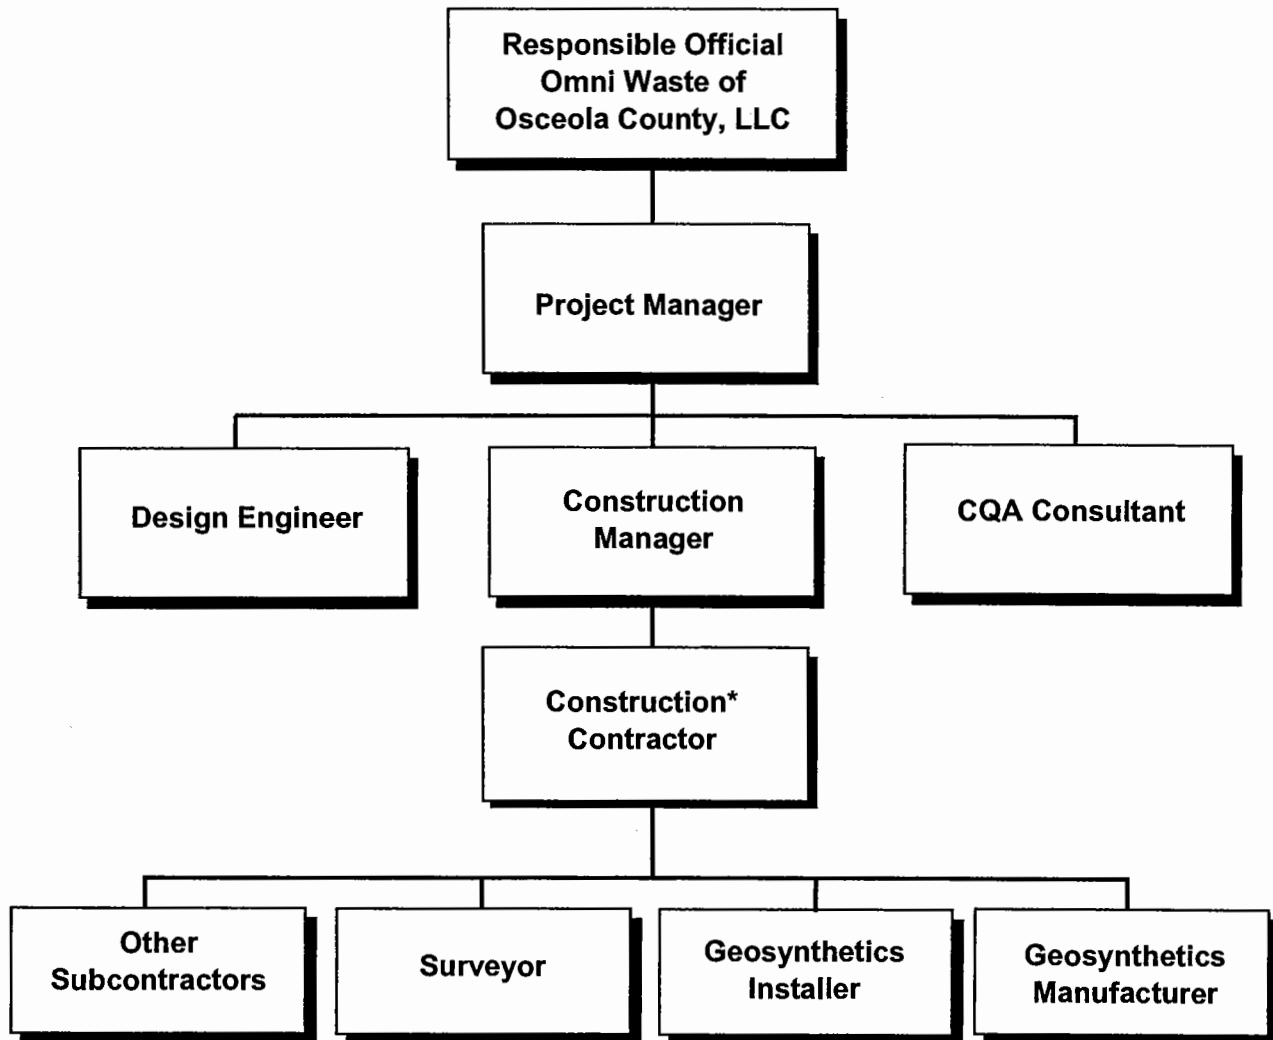 Responsible Official
Omni Waste of
Osceola County, LLC
Project Manager
Design Engineer
Construction
Manager
CQA Consultant
Construction*
Contractor
Other
Subcontractors
Surveyor
Geosynthetics
Installer
Geosynthetics
Manufacturer